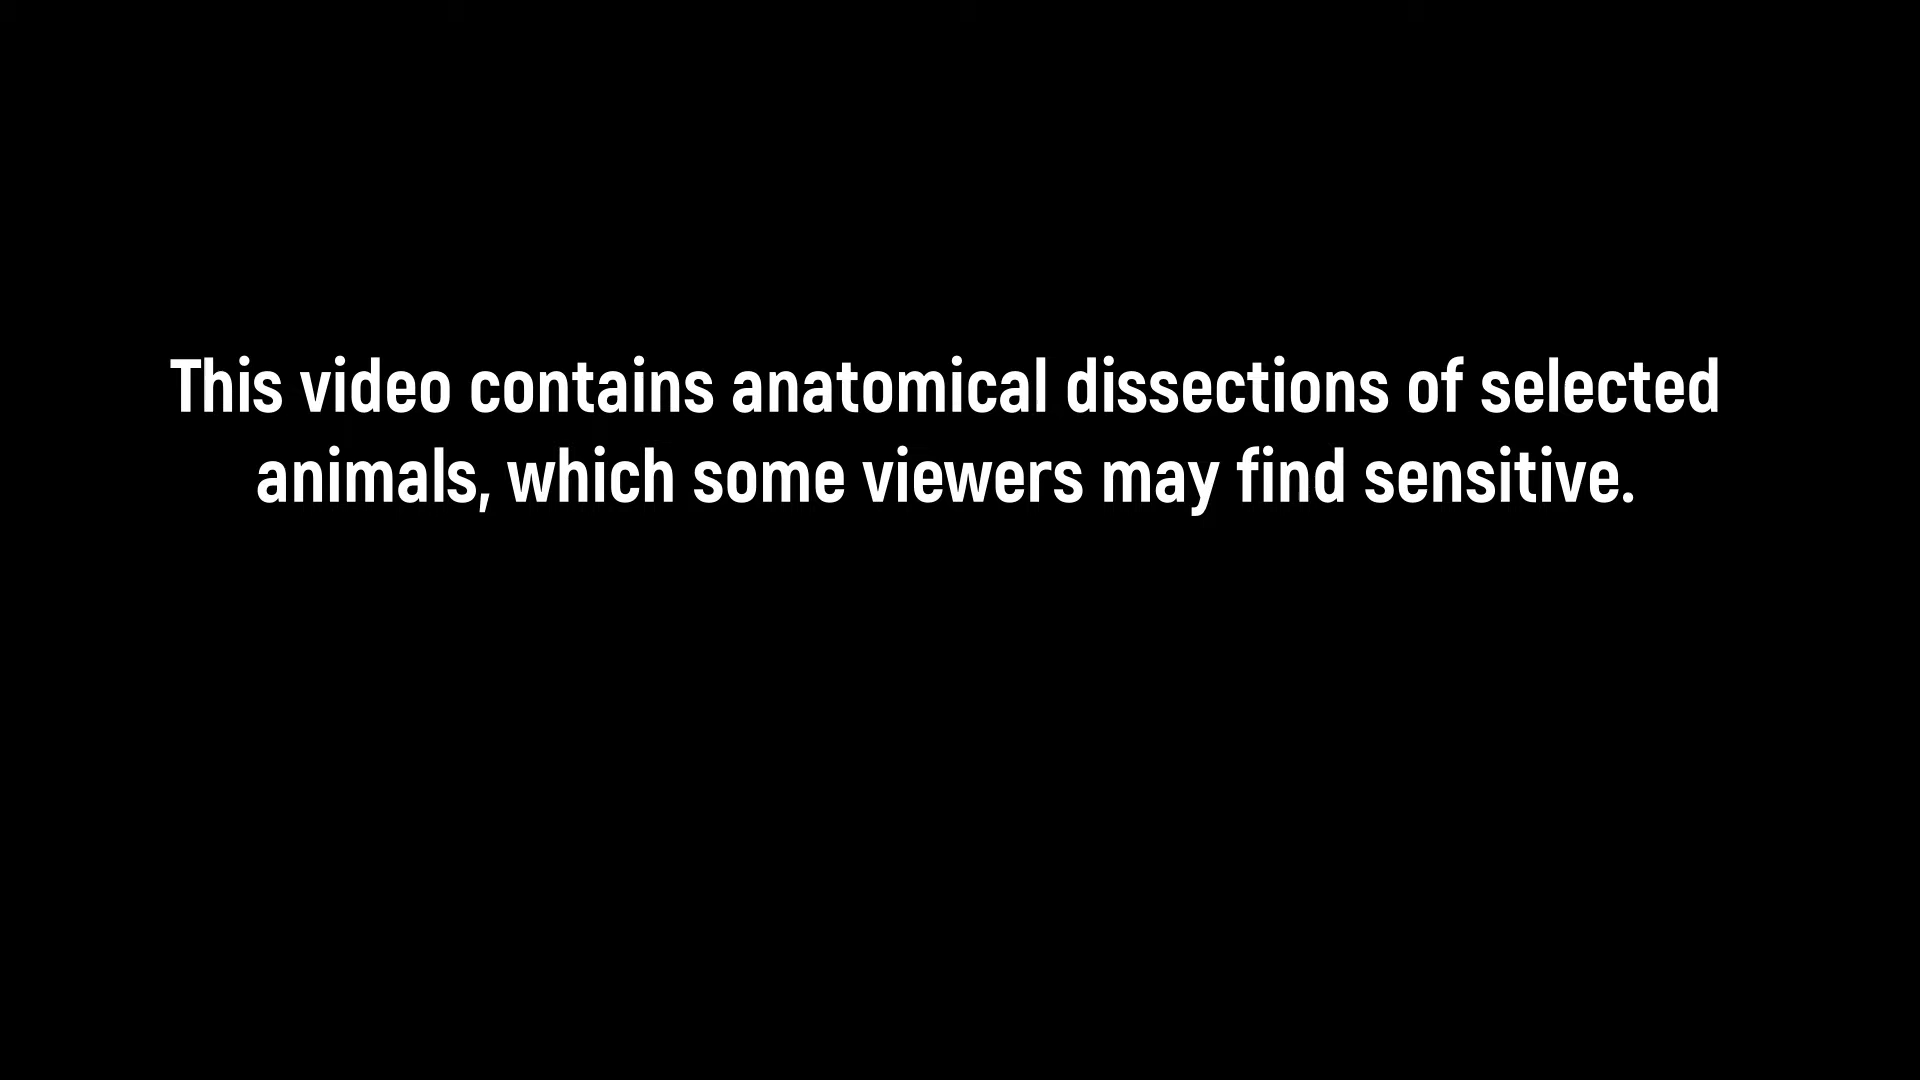 This video contains anatomical dissections of selected
animals, which some viewers may find sensitive.